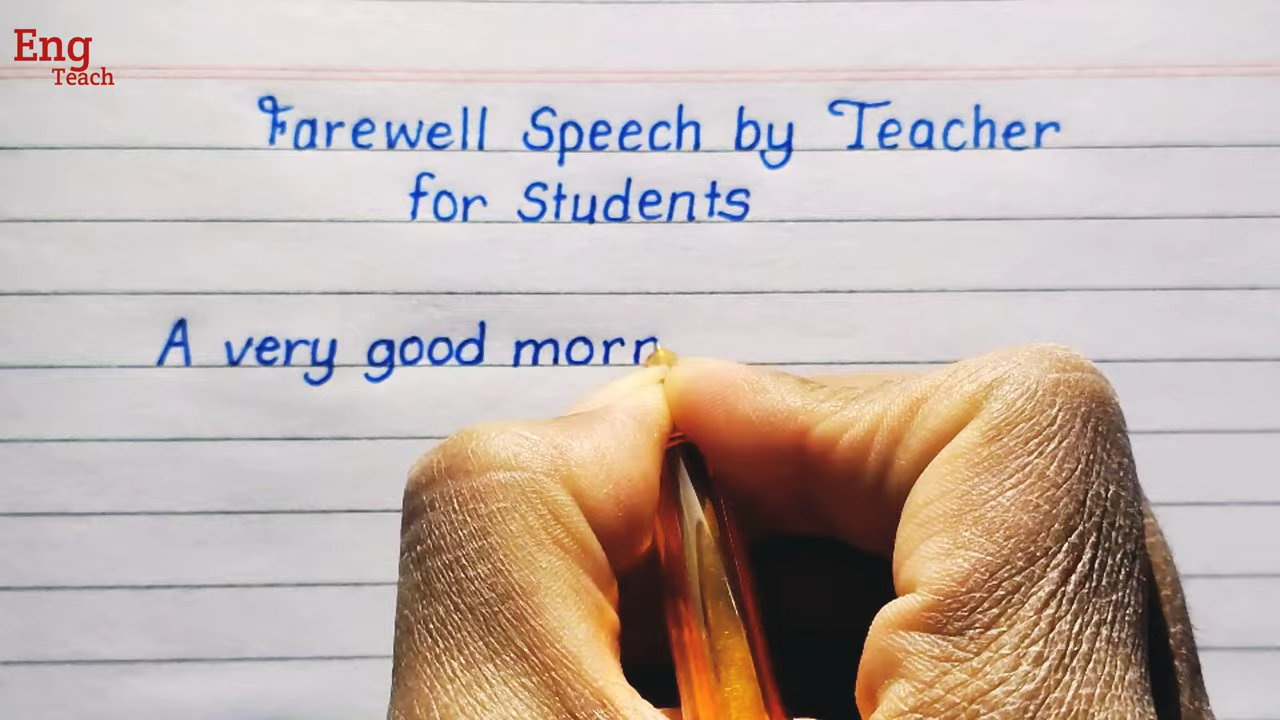 Eng
Teach
Farewell Speech by Teacher
for Students
A very good morn